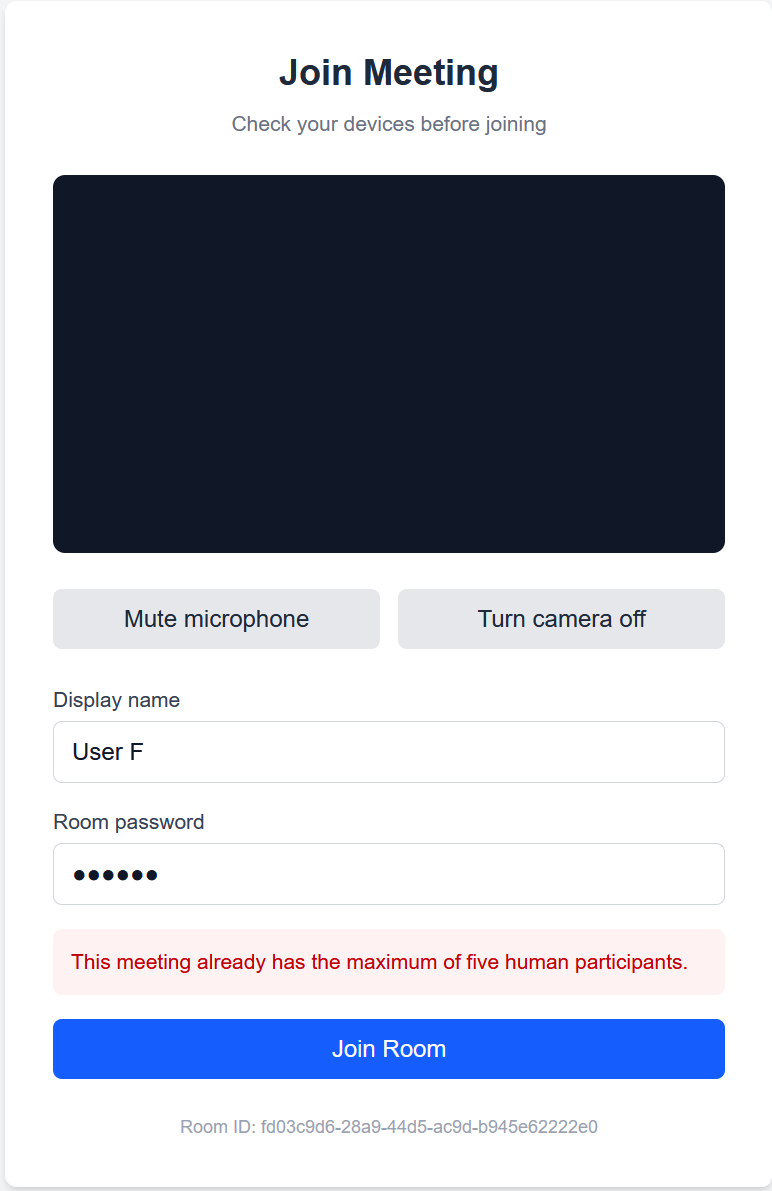 Join Meeting
Check your devices before joining
Mute microphone
Turn camera off
Display name
User F
Room password
●●●●●●
This meeting already has the maximum of five human participants.
Join Room
Room ID: fd03c9d6-28a9-44d5-ac9d-b945e62222e0